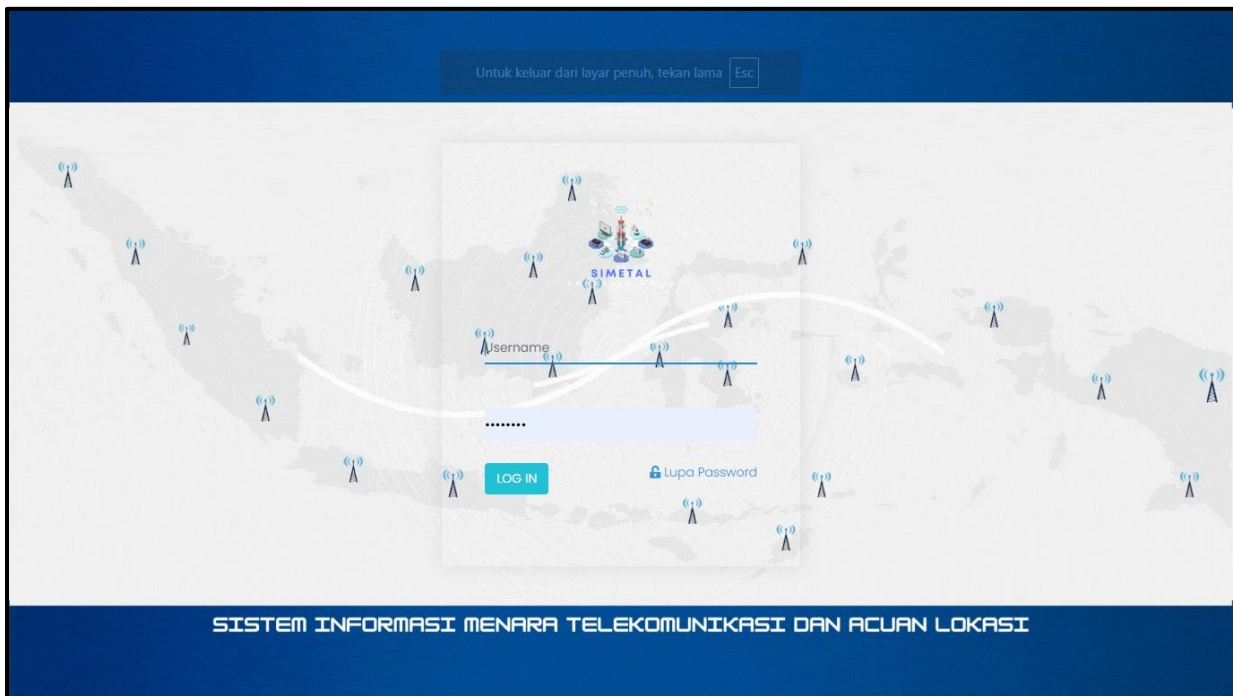 Untuk keluar dari layar penuh, tekan lama Esc
SIMETAL
Username
••••••••
LOG IN
Lupa Password
SISTEM INFORMASI MENARA TELEKOMUNIKASI DAN ACUAN LOKASI